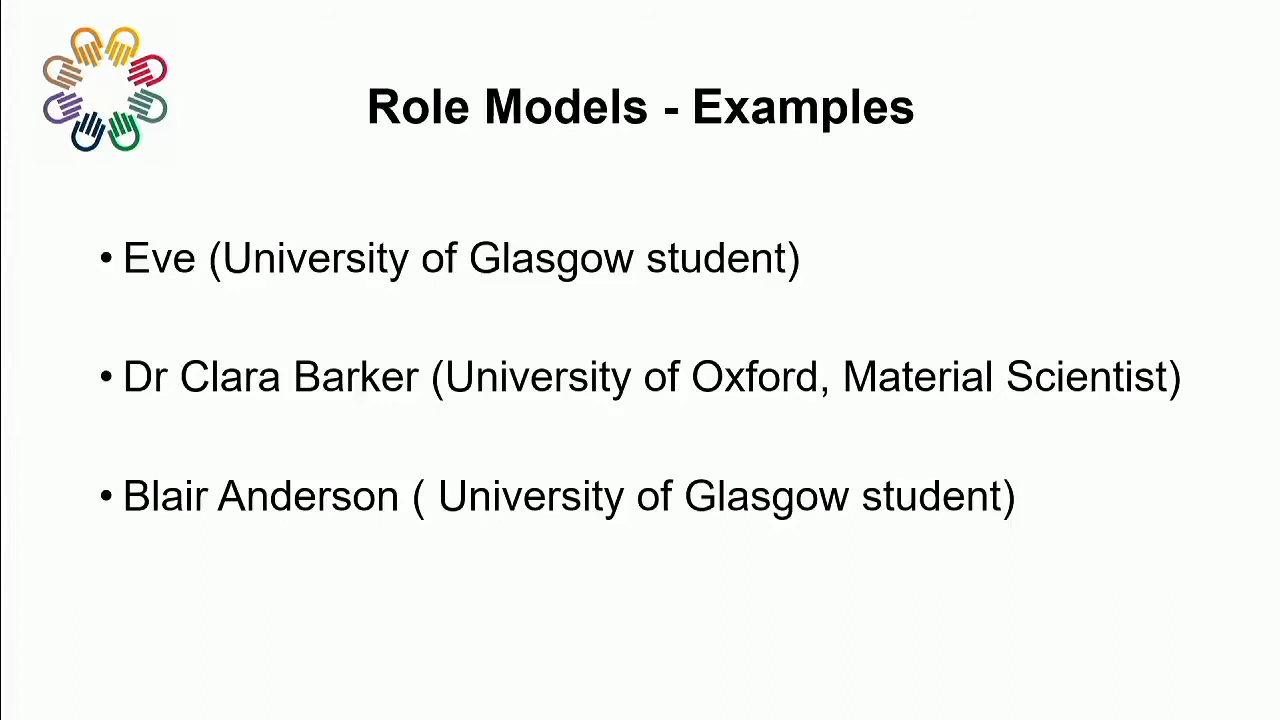 Role Models - Examples
• Eve (University of Glasgow student)
• Dr Clara Barker (University of Oxford, Material Scientist)
• Blair Anderson ( University of Glasgow student)